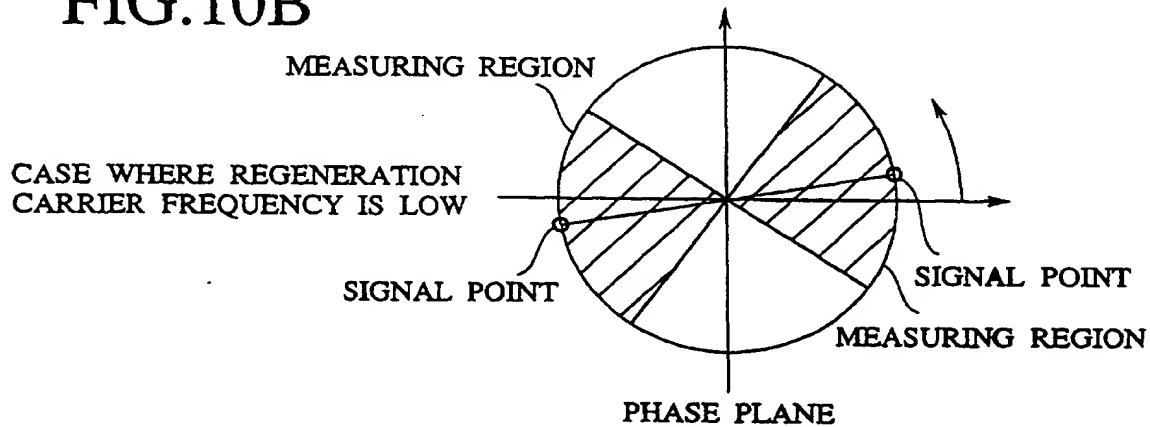 FIG.10B
MEASURING REGION
CASE WHERE REGENERATION
CARRIER FREQUENCY IS LOW
SIGNAL POINT
SIGNAL POINT
MEASURING REGION
PHASE PLANE